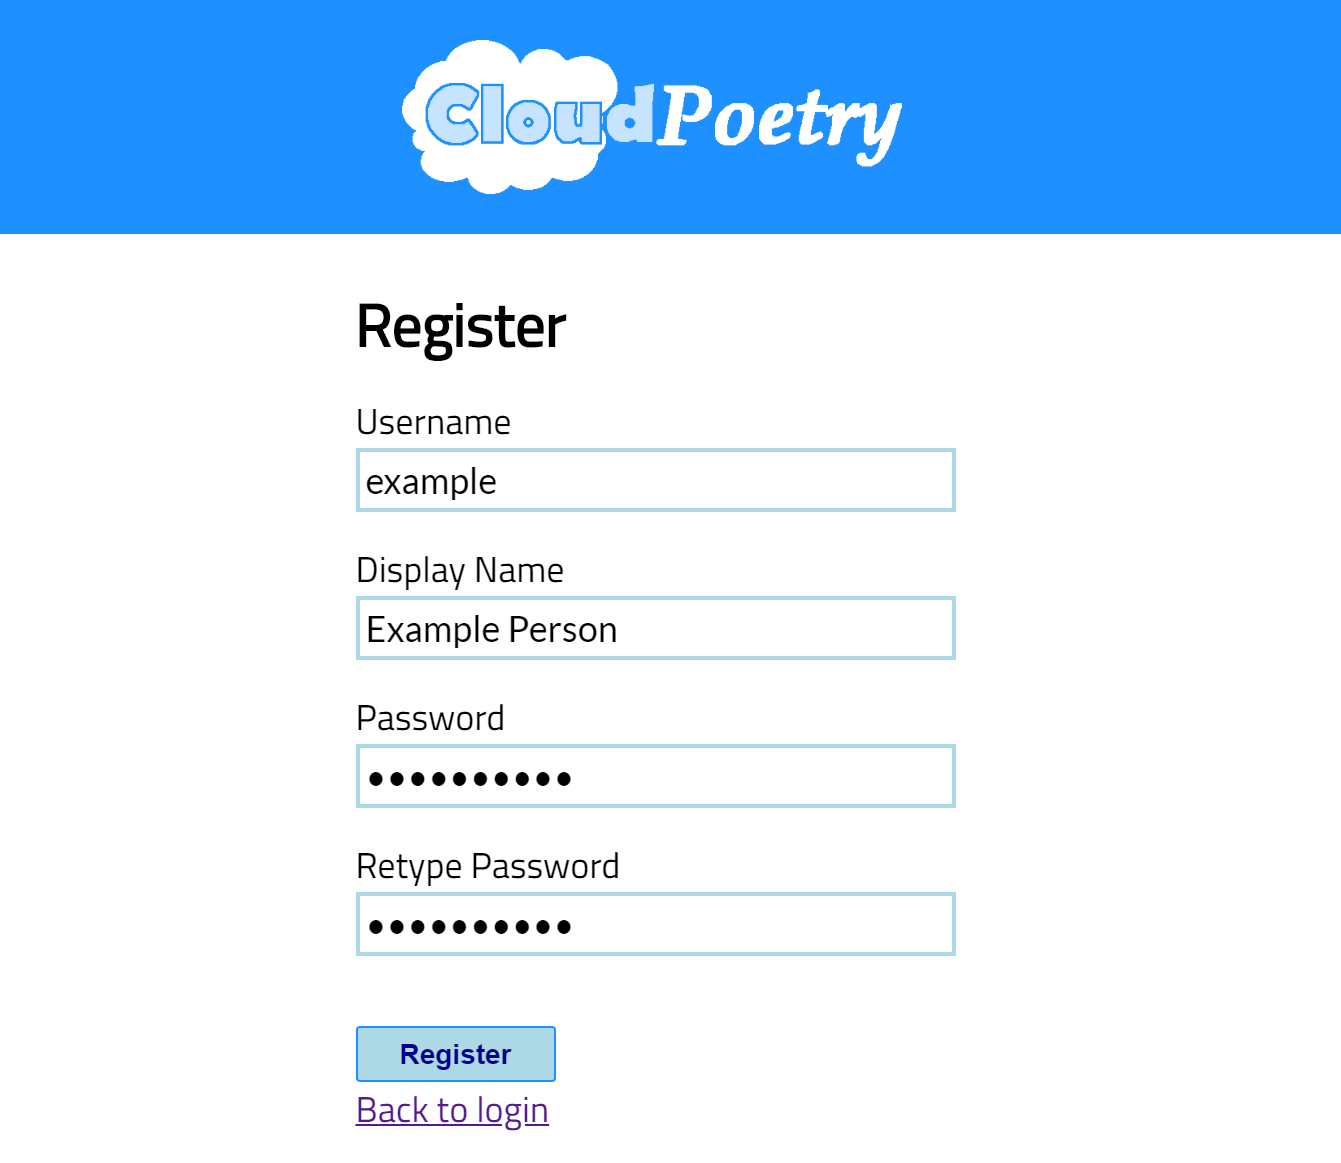 CloudPoetry
Register
Username
example
Display Name
Example Person
Password
••••••••••
Retype Password
••••••••••
Register
Back to login